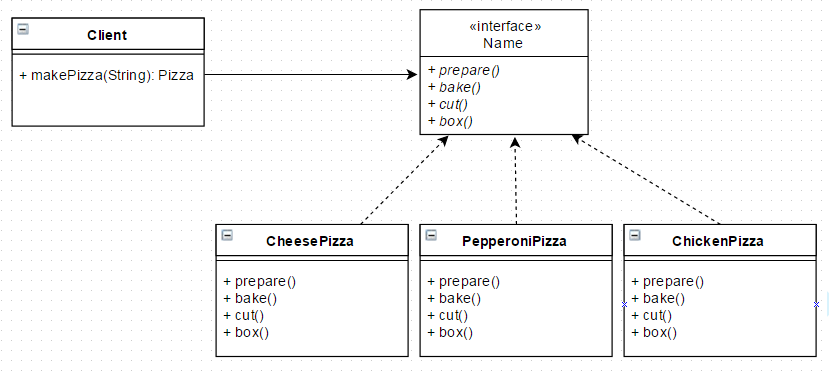 Client
+ makePizza(String): Pizza
«interface»
Name
+ prepare()
+ bake()
+ cut()
+ box()
CheesePizza
+ prepare()
+ bake()
+ cut()
+ box()
PepperoniPizza
+ prepare()
+ bake()
+ cut()
+ box()
ChickenPizza
+ prepare()
+ bake()
+ cut()
+ box()